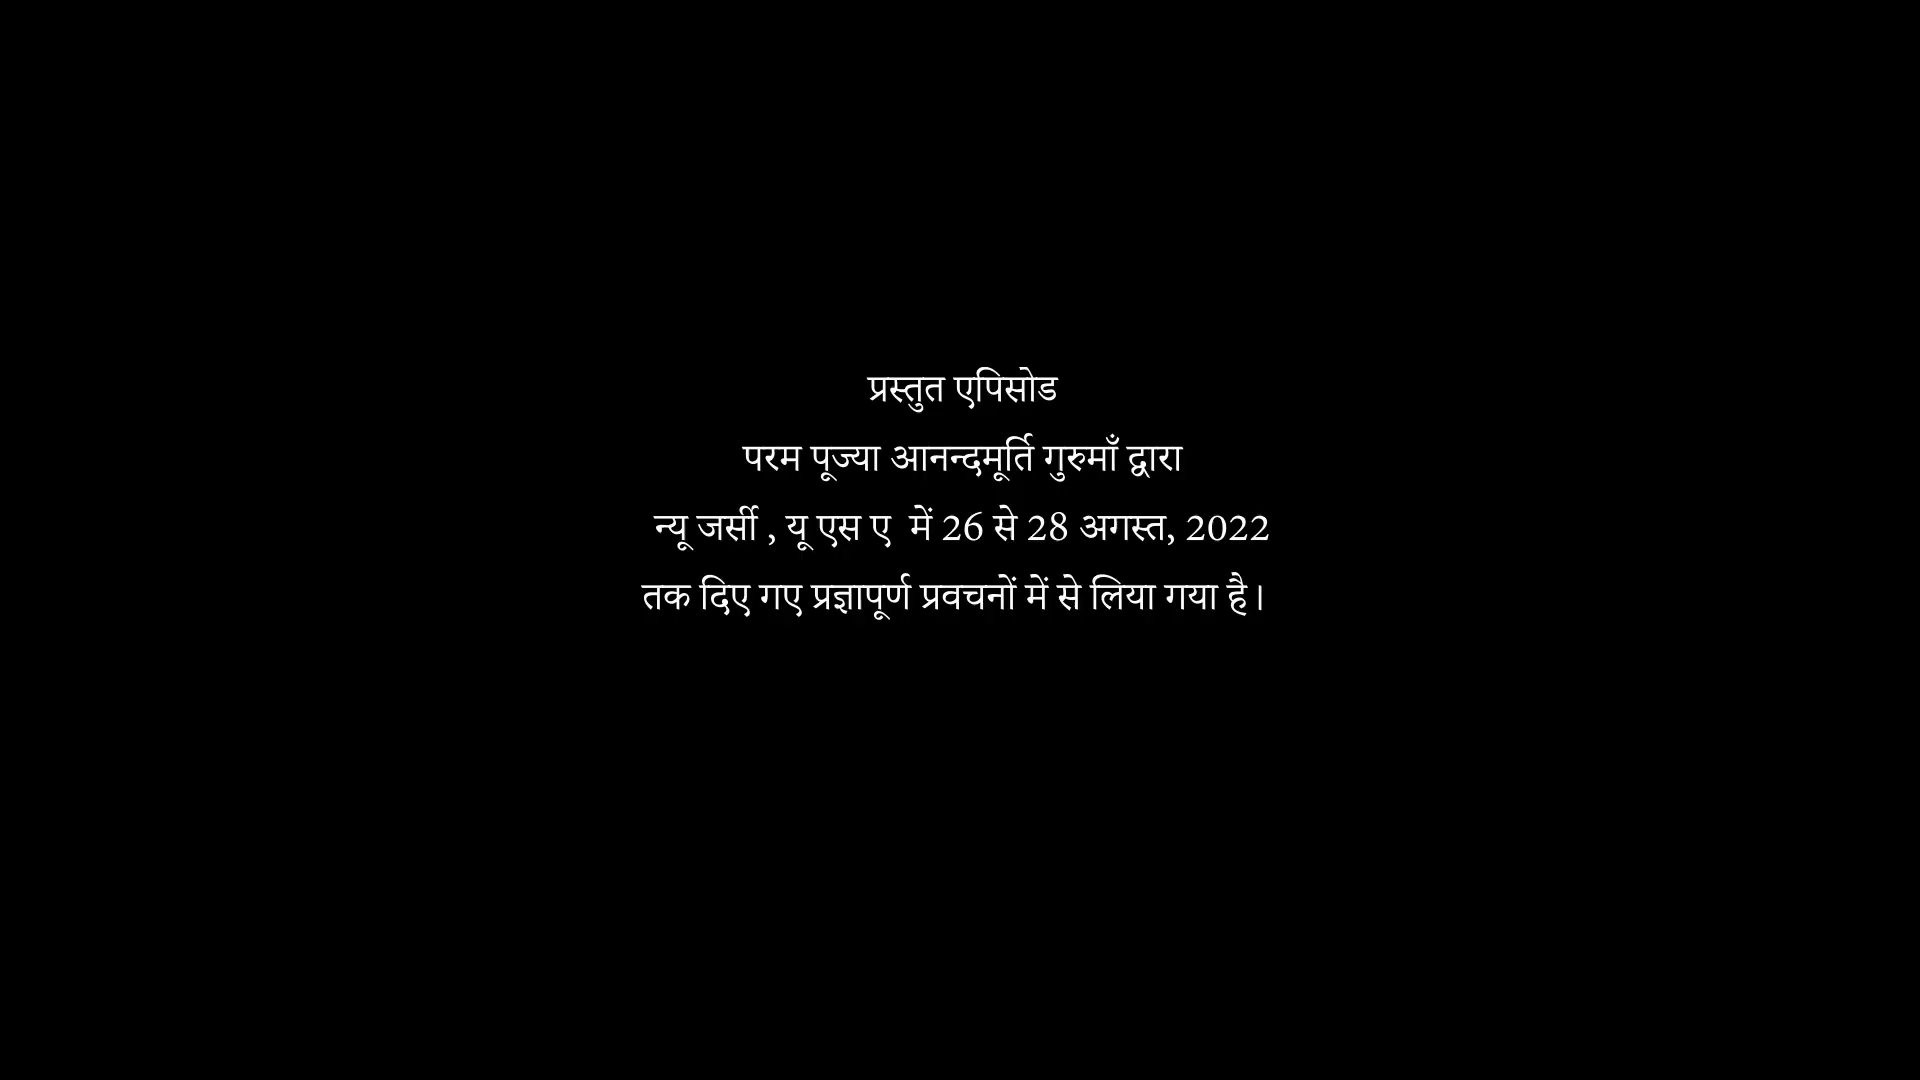 प्रस्तुत एपिसोड
परम पूज्या आनन्दमूर्ति गुरुमाँ द्वारा
न्यू जर्सी , यू एस ए में 26 से 28 अगस्त, 2022
तक दिए गए प्रज्ञापूर्ण प्रवचनों में से लिया गया है।